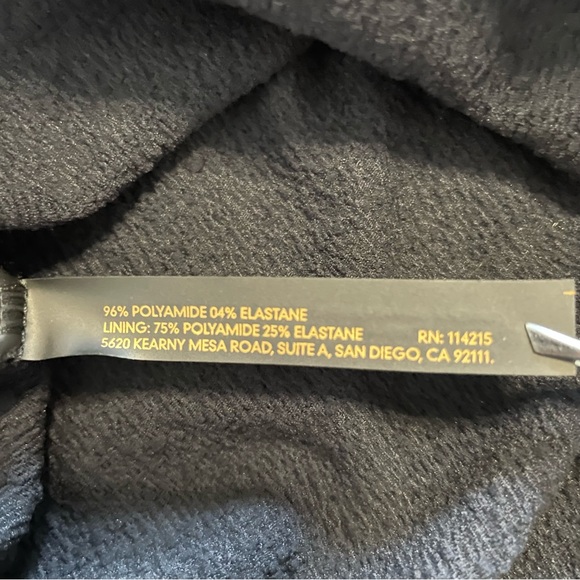 96% POLYAMIDE 04% ELASTANE
LINING: 75% POLYAMIDE 25% ELASTANE RN: 114215
5620 KEARNY MESA ROAD, SUITE A, SAN DIEGO, CA 92111.